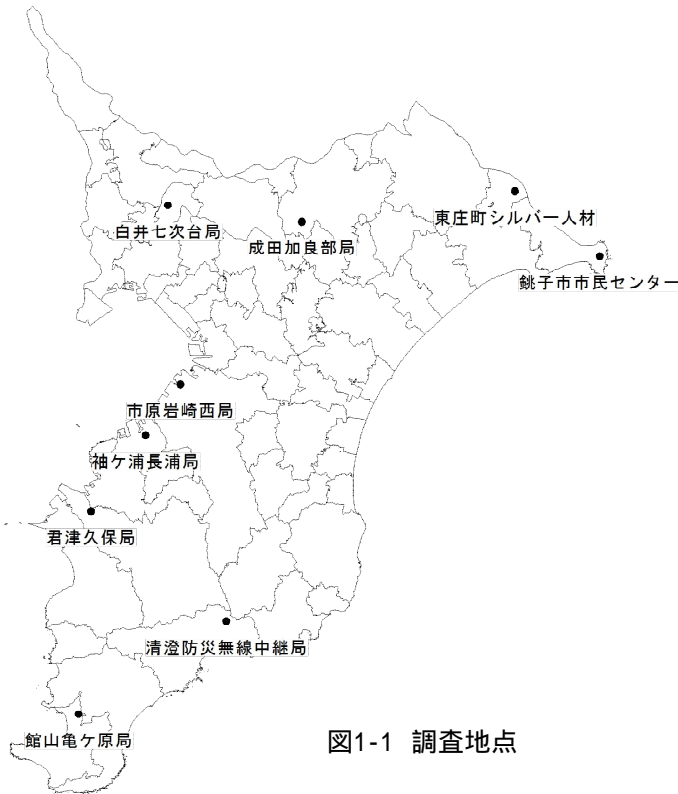 東庄町シルバー人材
白井七次台局
成田加良部局
銚子市市民センター
市原岩崎西局
袖ケ浦長浦局
君津久保局
清澄防災無線中継局
館山亀ケ原局
図1-1 調査地点